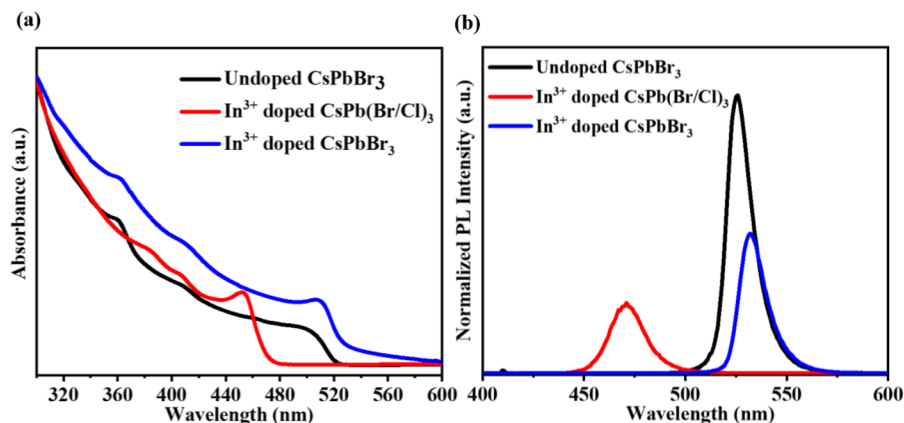 (a)
Absorbance (a.u.)
Undoped CsPbBr₃
In³⁺ doped CsPb(Br/Cl)₃
In³⁺ doped CsPbBr₃
320 360 400 440 480 520 560 600
Wavelength (nm)
(b)
Normalized PL Intensity (a.u.)
Undoped CsPbBr₃
In³⁺ doped CsPb(Br/Cl)₃
In³⁺ doped CsPbBr₃
400 450 500 550 600
Wavelength (nm)